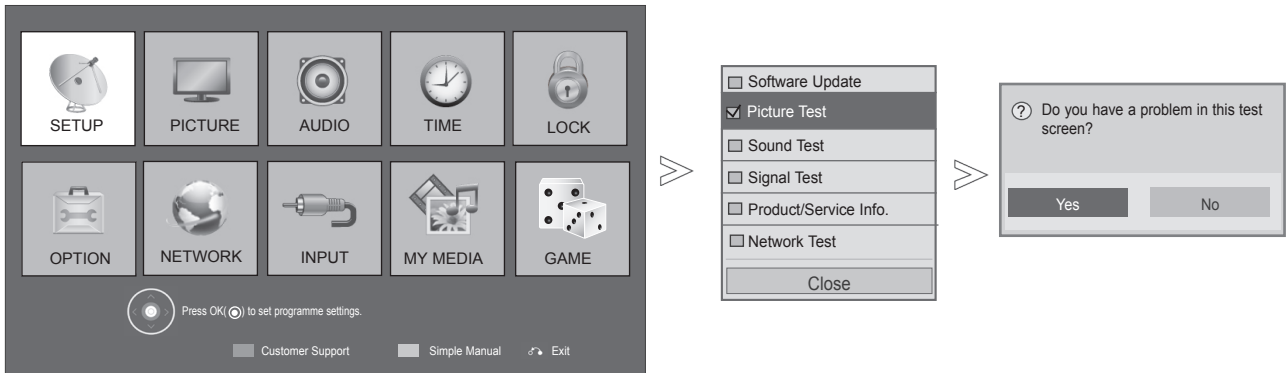 SETUP
PICTURE
AUDIO
TIME
LOCK
OPTION
NETWORK
INPUT
MY MEDIA
GAME
Press OK( ) to set programme settings.
Customer Support
Simple Manual
Exit
Software Update
Picture Test
Sound Test
Signal Test
Product/Service Info.
Network Test
Close
? Do you have a problem in this test
screen?
Yes
No